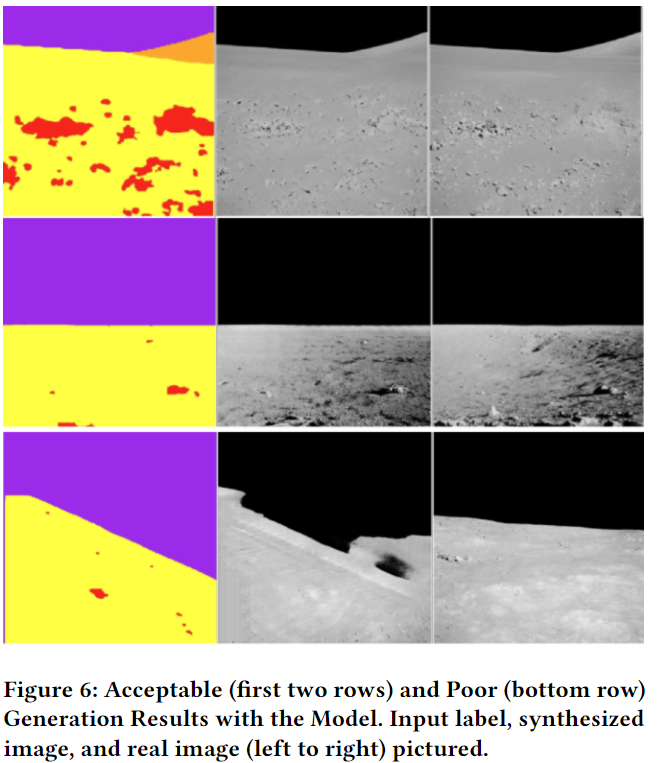 Figure 6: Acceptable (first two rows) and Poor (bottom row)
Generation Results with the Model. Input label, synthesized
image, and real image (left to right) pictured.